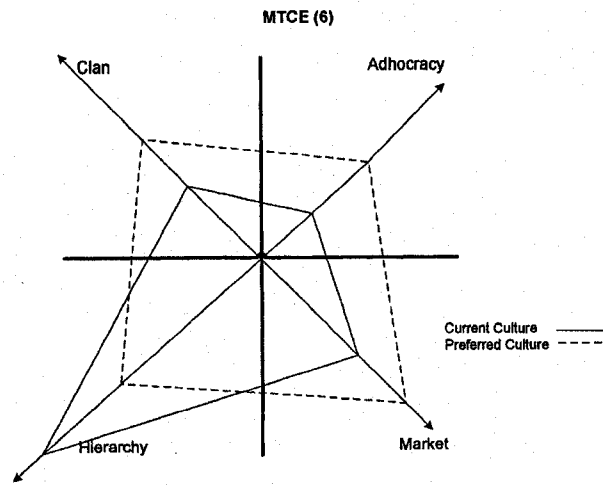 MTCE (6)
Clan
Adhocracy
Current Culture
Preferred Culture
Hierarchy
Market